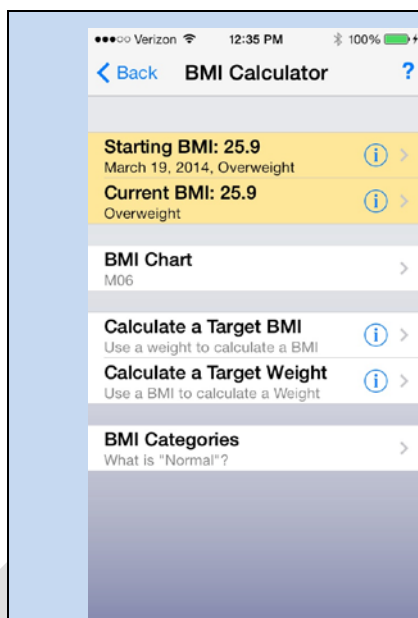 Verizon 12:35 PM 100%
Back BMI Calculator ?
Starting BMI: 25.9
March 19, 2014, Overweight
Current BMI: 25.9
Overweight
BMI Chart
M06
Calculate a Target BMI
Use a weight to calculate a BMI
Calculate a Target Weight
Use a BMI to calculate a Weight
BMI Categories
What is "Normal"?